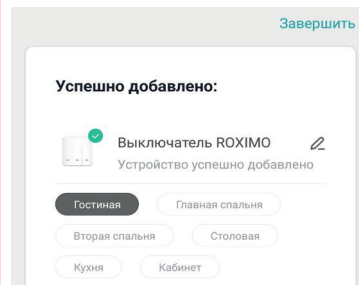 Завершить
Успешно добавлено:
Выключатель ROXIMO
Устройство успешно добавлено
Гостиная
Главная спальня
Вторая спальня
Столовая
Кухня
Кабинет